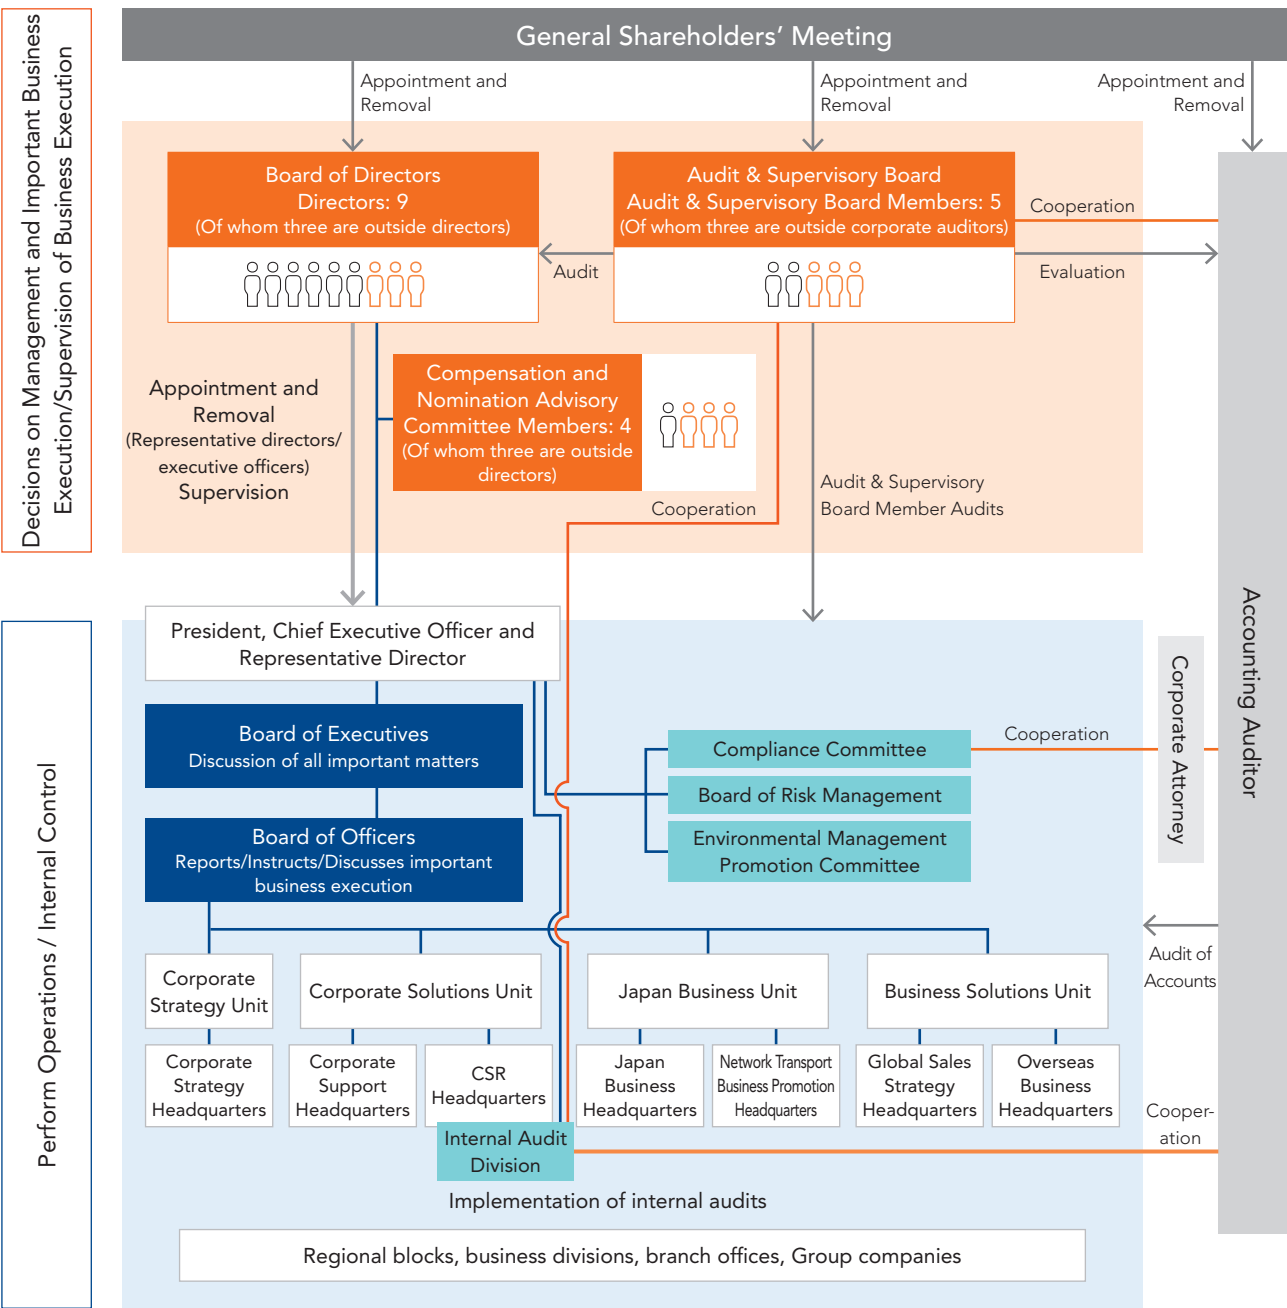 Decisions on Management and Important Business
Execution/Supervision of Business Execution
General Shareholders' Meeting
Appointment and
Removal
Appointment and
Removal
Appointment and
Removal
Board of Directors
Directors: 9
(Of whom three are outside directors)
Audit & Supervisory Board
Audit & Supervisory Board Members: 5
(Of whom three are outside corporate auditors)
Cooperation
Audit
Evaluation
Appointment and
Removal
(Representative directors/
executive officers)
Supervision
Compensation and
Nomination Advisory
Committee Members: 4
(Of whom three are outside
directors)
Cooperation
Audit & Supervisory
Board Member Audits
Accounting Auditor
Perform Operations / Internal Control
President, Chief Executive Officer and
Representative Director
Board of Executives
Discussion of all important matters
Board of Officers
Reports/Instructs/Discusses important
business execution
Compliance Committee
Board of Risk Management
Environmental Management
Promotion Committee
Cooperation
Corporate Attorney
Audit of
Accounts
Corporate
Strategy Unit
Corporate Solutions Unit
Japan Business Unit
Business Solutions Unit
Corporate
Strategy
Headquarters
Corporate
Support
Headquarters
CSR
Headquarters
Japan
Business
Headquarters
Network Transport
Business Promotion
Headquarters
Global Sales
Strategy
Headquarters
Overseas
Business
Headquarters
Cooper-
ation
Internal Audit
Division
Implementation of internal audits
Regional blocks, business divisions, branch offices, Group companies